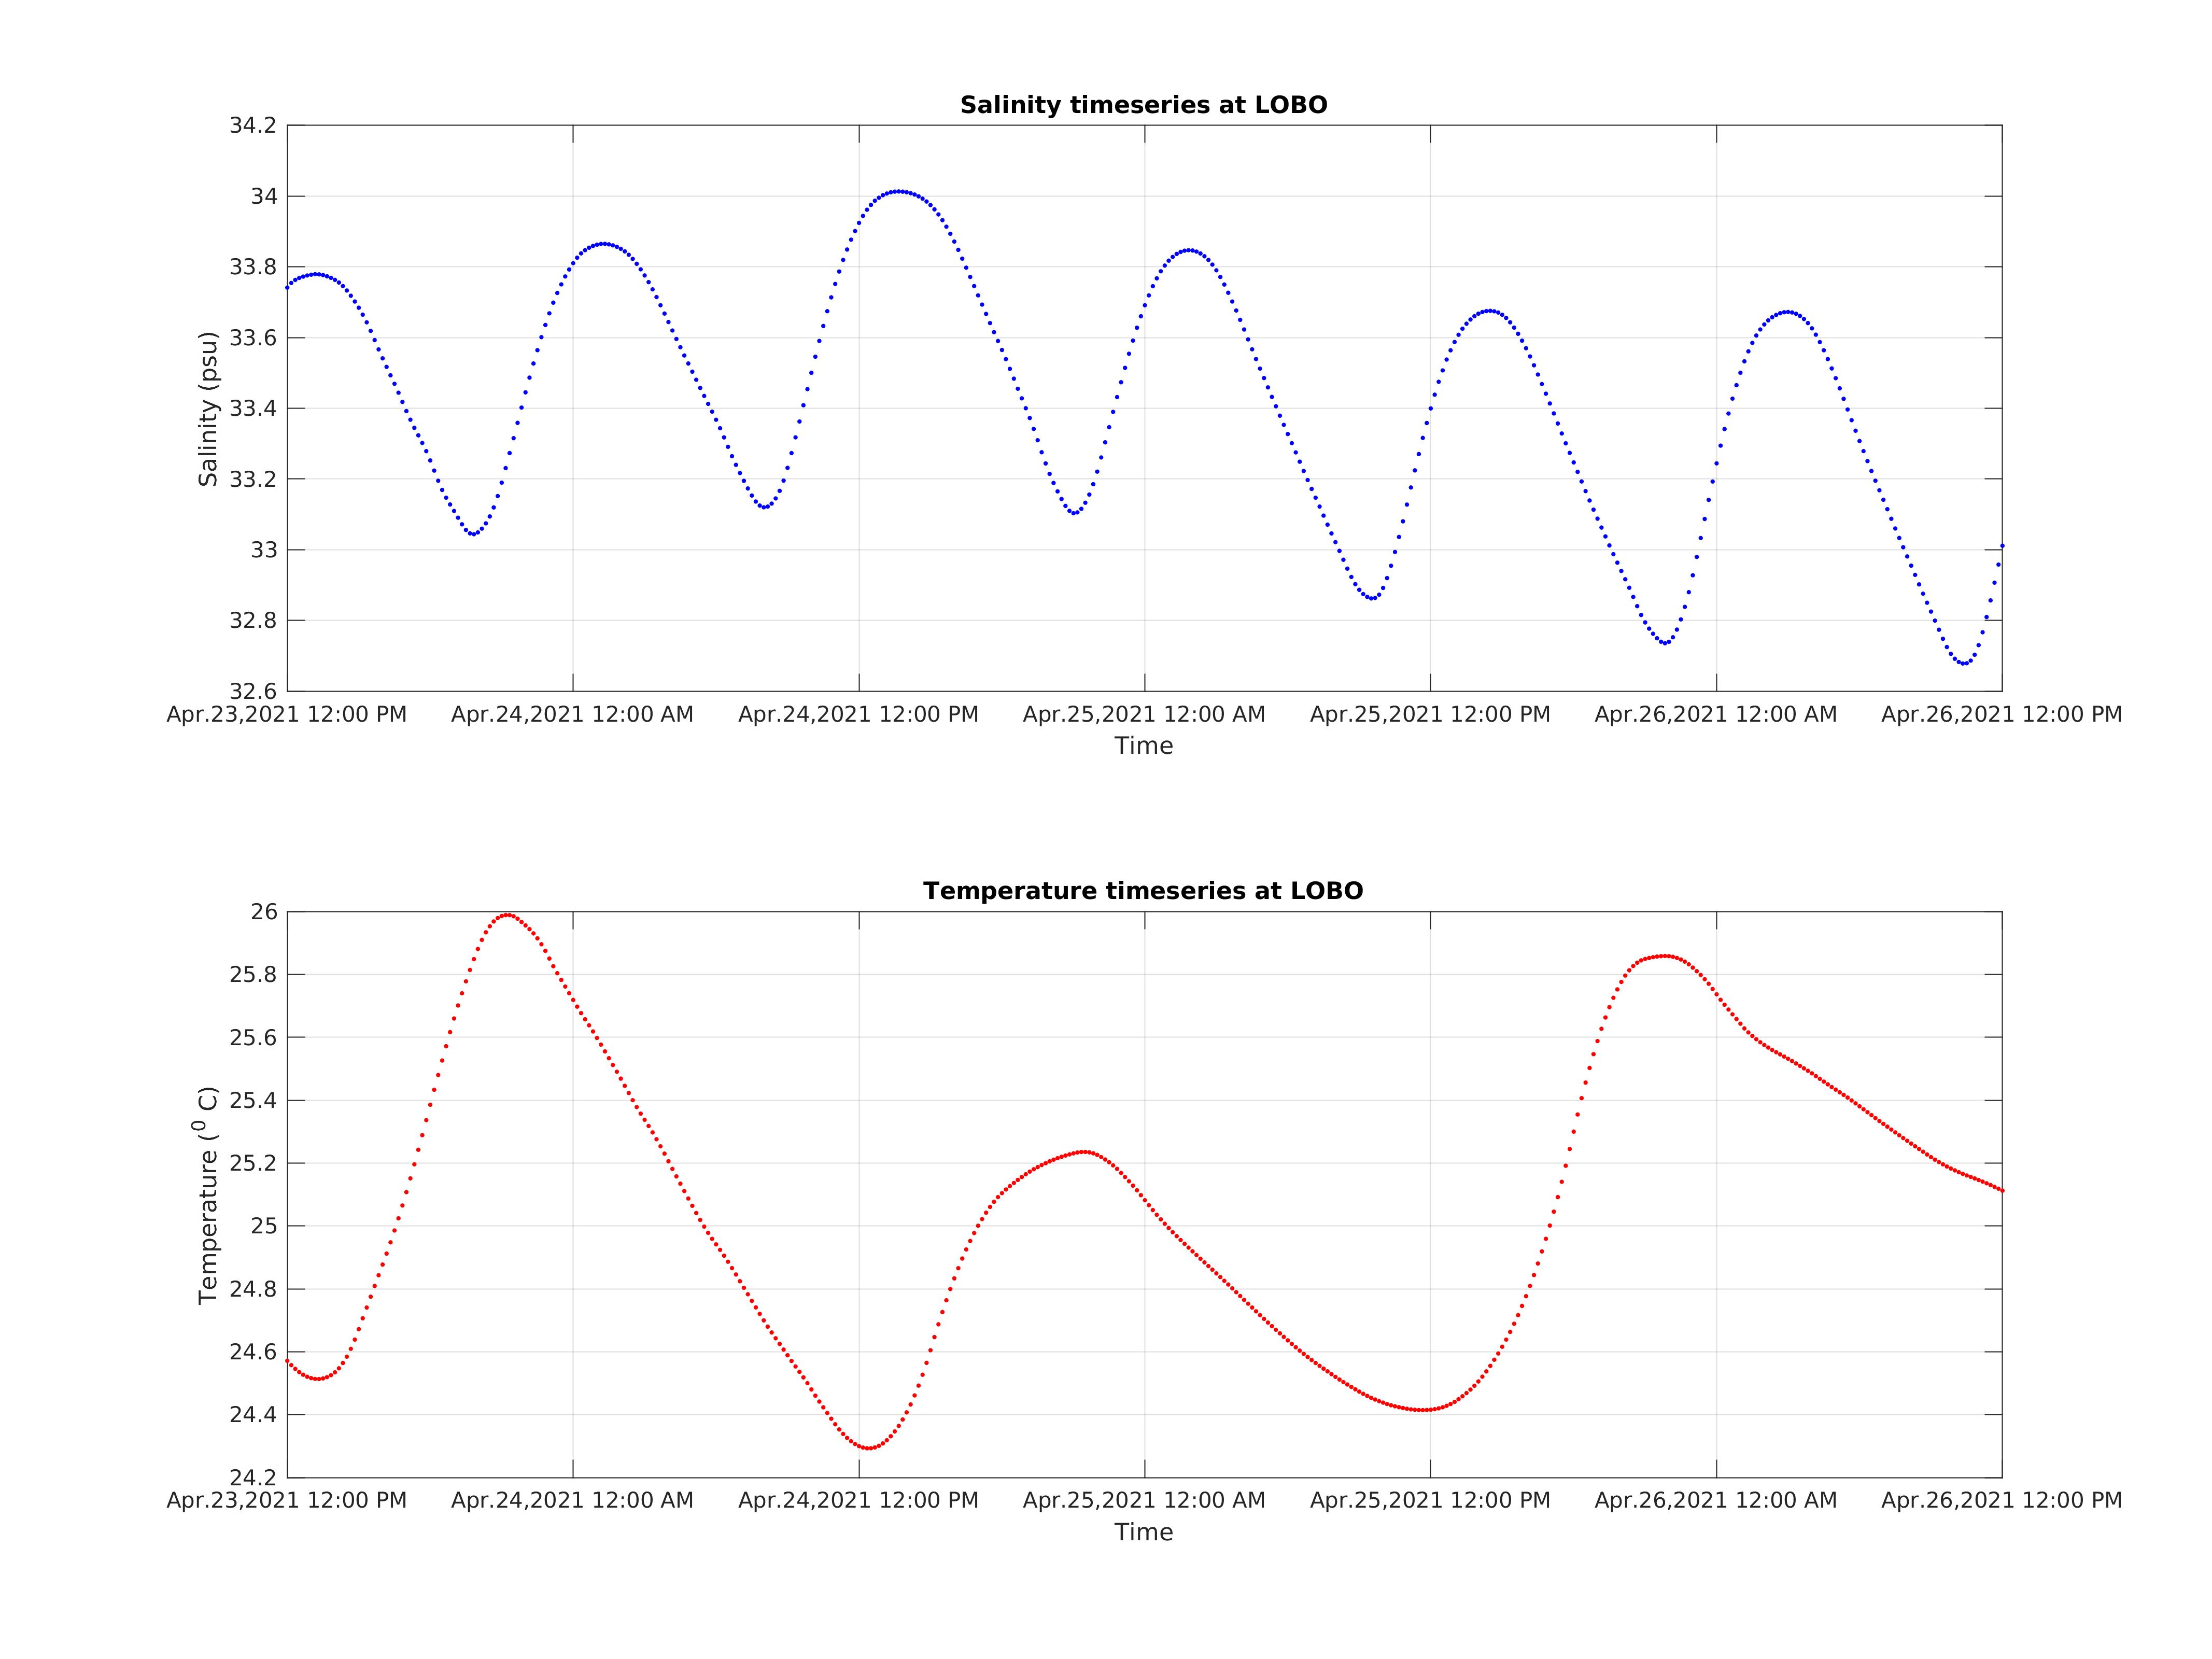 Salinity timeseries at LOBO
34.2
34
33.8
33.6
33.4
33.2
33
32.8
32.6
Salinity (psu)
Apr.23,2021 12:00 PM Apr.24,2021 12:00 AM Apr.24,2021 12:00 PM Apr.25,2021 12:00 AM Apr.25,2021 12:00 PM Apr.26,2021 12:00 AM Apr.26,2021 12:00 PM
Time
Temperature timeseries at LOBO
26
25.8
25.6
25.4
25.2
25
24.8
24.6
24.4
24.2
Temperature (⁰ C)
Apr.23,2021 12:00 PM Apr.24,2021 12:00 AM Apr.24,2021 12:00 PM Apr.25,2021 12:00 AM Apr.25,2021 12:00 PM Apr.26,2021 12:00 AM Apr.26,2021 12:00 PM
Time